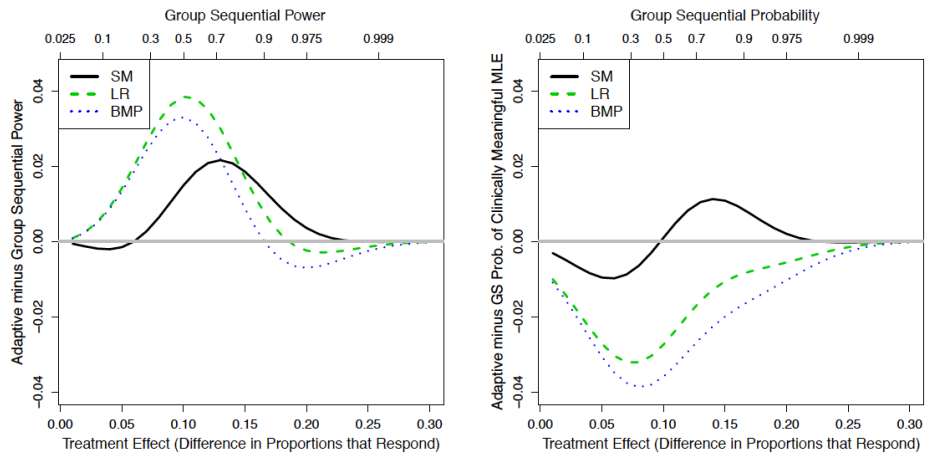 Group Sequential Power
0.025 0.1 0.3 0.5 0.7 0.9 0.975 0.999
SM
LR
BMP
Adaptive minus Group Sequential Power
0.04
0.02
0.00
−0.02
−0.04
0.00 0.05 0.10 0.15 0.20 0.25 0.30
Treatment Effect (Difference in Proportions that Respond)
Group Sequential Probability
0.025 0.1 0.3 0.5 0.7 0.9 0.975 0.999
SM
LR
BMP
Adaptive minus GS Prob. of Clinically Meaningful MLE
0.04
0.02
0.00
−0.02
−0.04
0.00 0.05 0.10 0.15 0.20 0.25 0.30
Treatment Effect (Difference in Proportions that Respond)